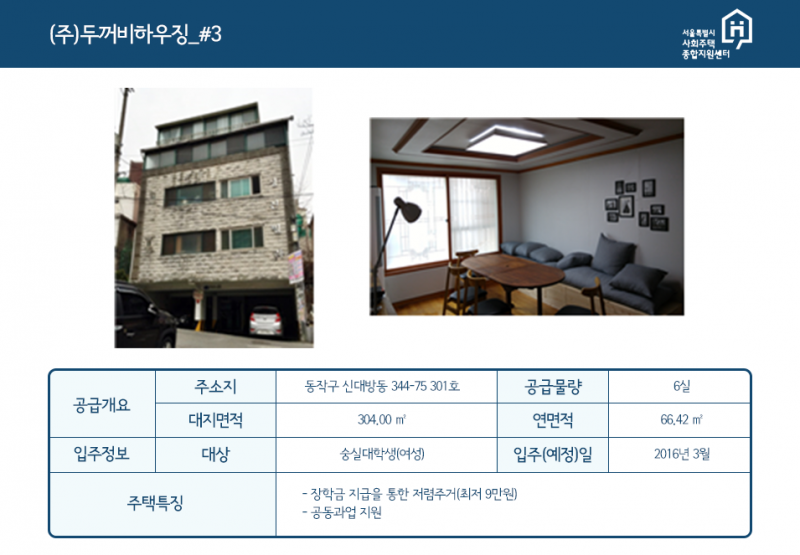 (주)두꺼비하우징_#3
서울특별시
사회주택
종합지원센터
공급개요
주소지
동작구 신대방동 344-75 301호
공급물량
6실
대지면적
304.00 ㎡
연면적
66.42 ㎡
입주정보
대상
숭실대학생(여성)
입주(예정)일
2016년 3월
주택특징
- 장학금 지급을 통한 저렴주거(최저 9만원)
- 공동과업 지원